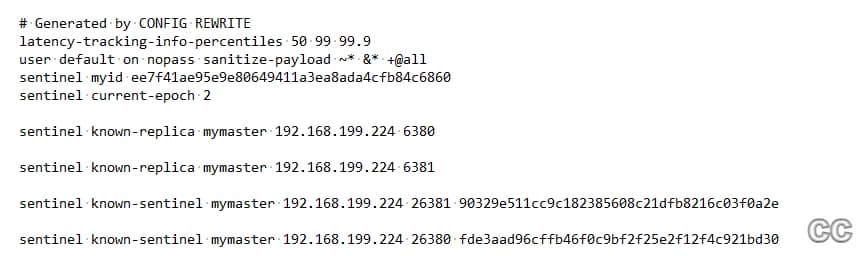 # Generated by CONFIG REWRITE
latency-tracking-info-percentiles 50 99 99.9
user default on nopass sanitize-payload ~* &* +@all
sentinel myid ee7f41ae95e9e80649411a3ea8ada4cfb84c6860
sentinel current-epoch 2
sentinel known-replica mymaster 192.168.199.224 6380
sentinel known-replica mymaster 192.168.199.224 6381
sentinel known-sentinel mymaster 192.168.199.224 26381 90329e511cc9c182385608c21dfb8216c03f0a2e
sentinel known-sentinel mymaster 192.168.199.224 26380 fde3aad96cffb46f0c9bf2f25e2f12f4c921bd30
CC